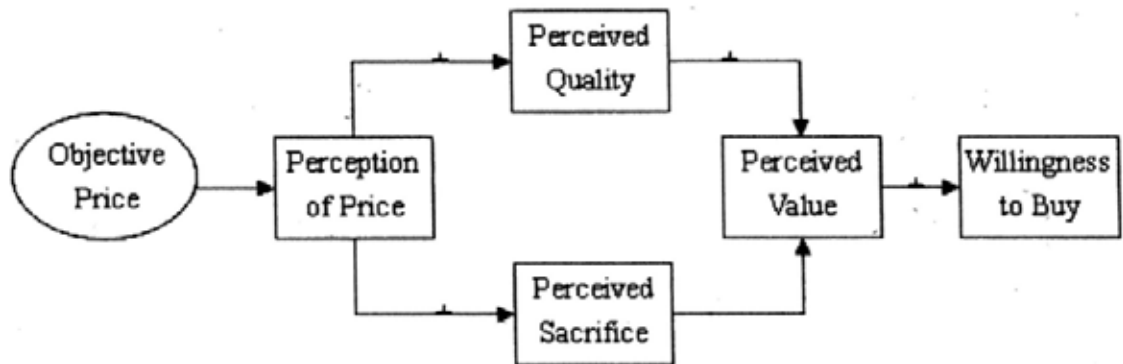 Perceived
Quality
Objective
Price
Perception
of Price
Perceived
Value
Willingness
to Buy
Perceived
Sacrifice